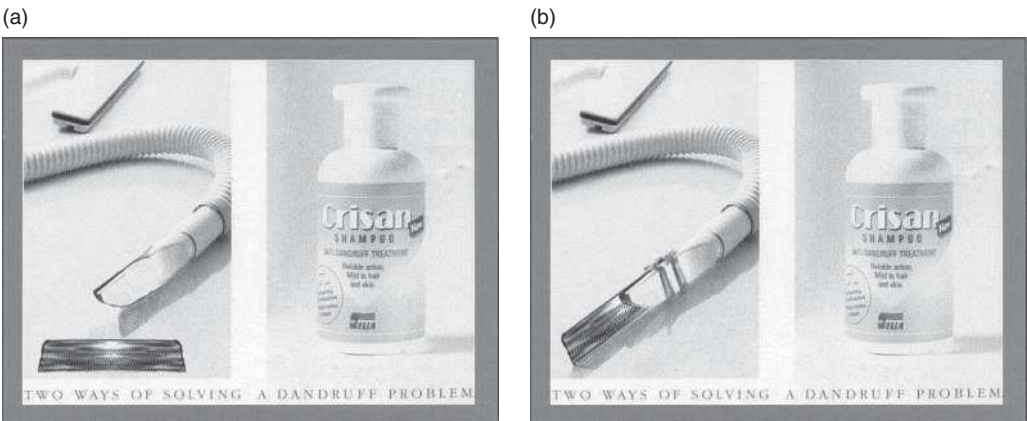 (a)
Crisan
New
SHAMPOO
ANTI-DANDRUFF TREATMENT
Reliable action,
Mild to hair
and skin.
WELLA
TWO WAYS OF SOLVING A DANDRUFF PROBLEM
(b)
Crisan
New
SHAMPOO
ANTI-DANDRUFF TREATMENT
Reliable action,
Mild to hair
and skin.
WELLA
TWO WAYS OF SOLVING A DANDRUFF PROBLEM